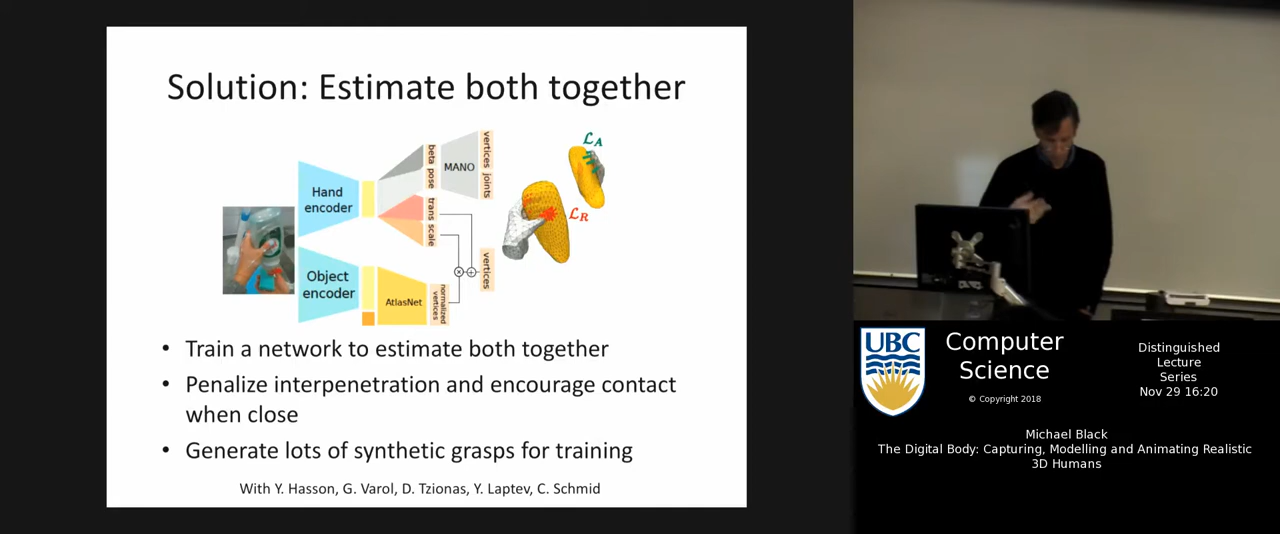 Solution: Estimate both together
Hand
encoder
beta
pose
MANO
vertices
joints
trans
scale
Object
encoder
AtlasNet
normalized
vertices
vertices
ℒA
ℒR
• Train a network to estimate both together
• Penalize interpenetration and encourage contact
when close
• Generate lots of synthetic grasps for training
With Y. Hasson, G. Varol, D. Tzionas, Y. Laptev, C. Schmid
UBC
Computer
Science
© Copyright 2018
Distinguished
Lecture
Series
Nov 29 16:20
Michael Black
The Digital Body: Capturing, Modelling and Animating Realistic
3D Humans